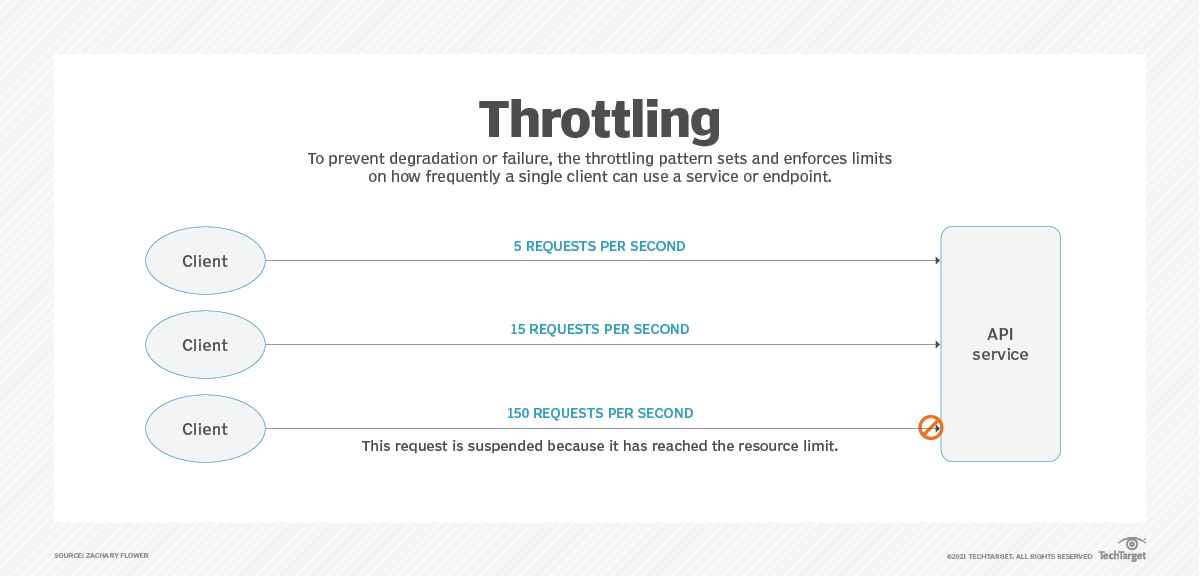 Throttling
To prevent degradation or failure, the throttling pattern sets and enforces limits
on how frequently a single client can use a service or endpoint.
Client
5 REQUESTS PER SECOND
Client
15 REQUESTS PER SECOND
API
service
Client
150 REQUESTS PER SECOND
This request is suspended because it has reached the resource limit.
SOURCE: ZACHARY FLOWER
©2021 TECHTARGET. ALL RIGHTS RESERVED
TechTarget